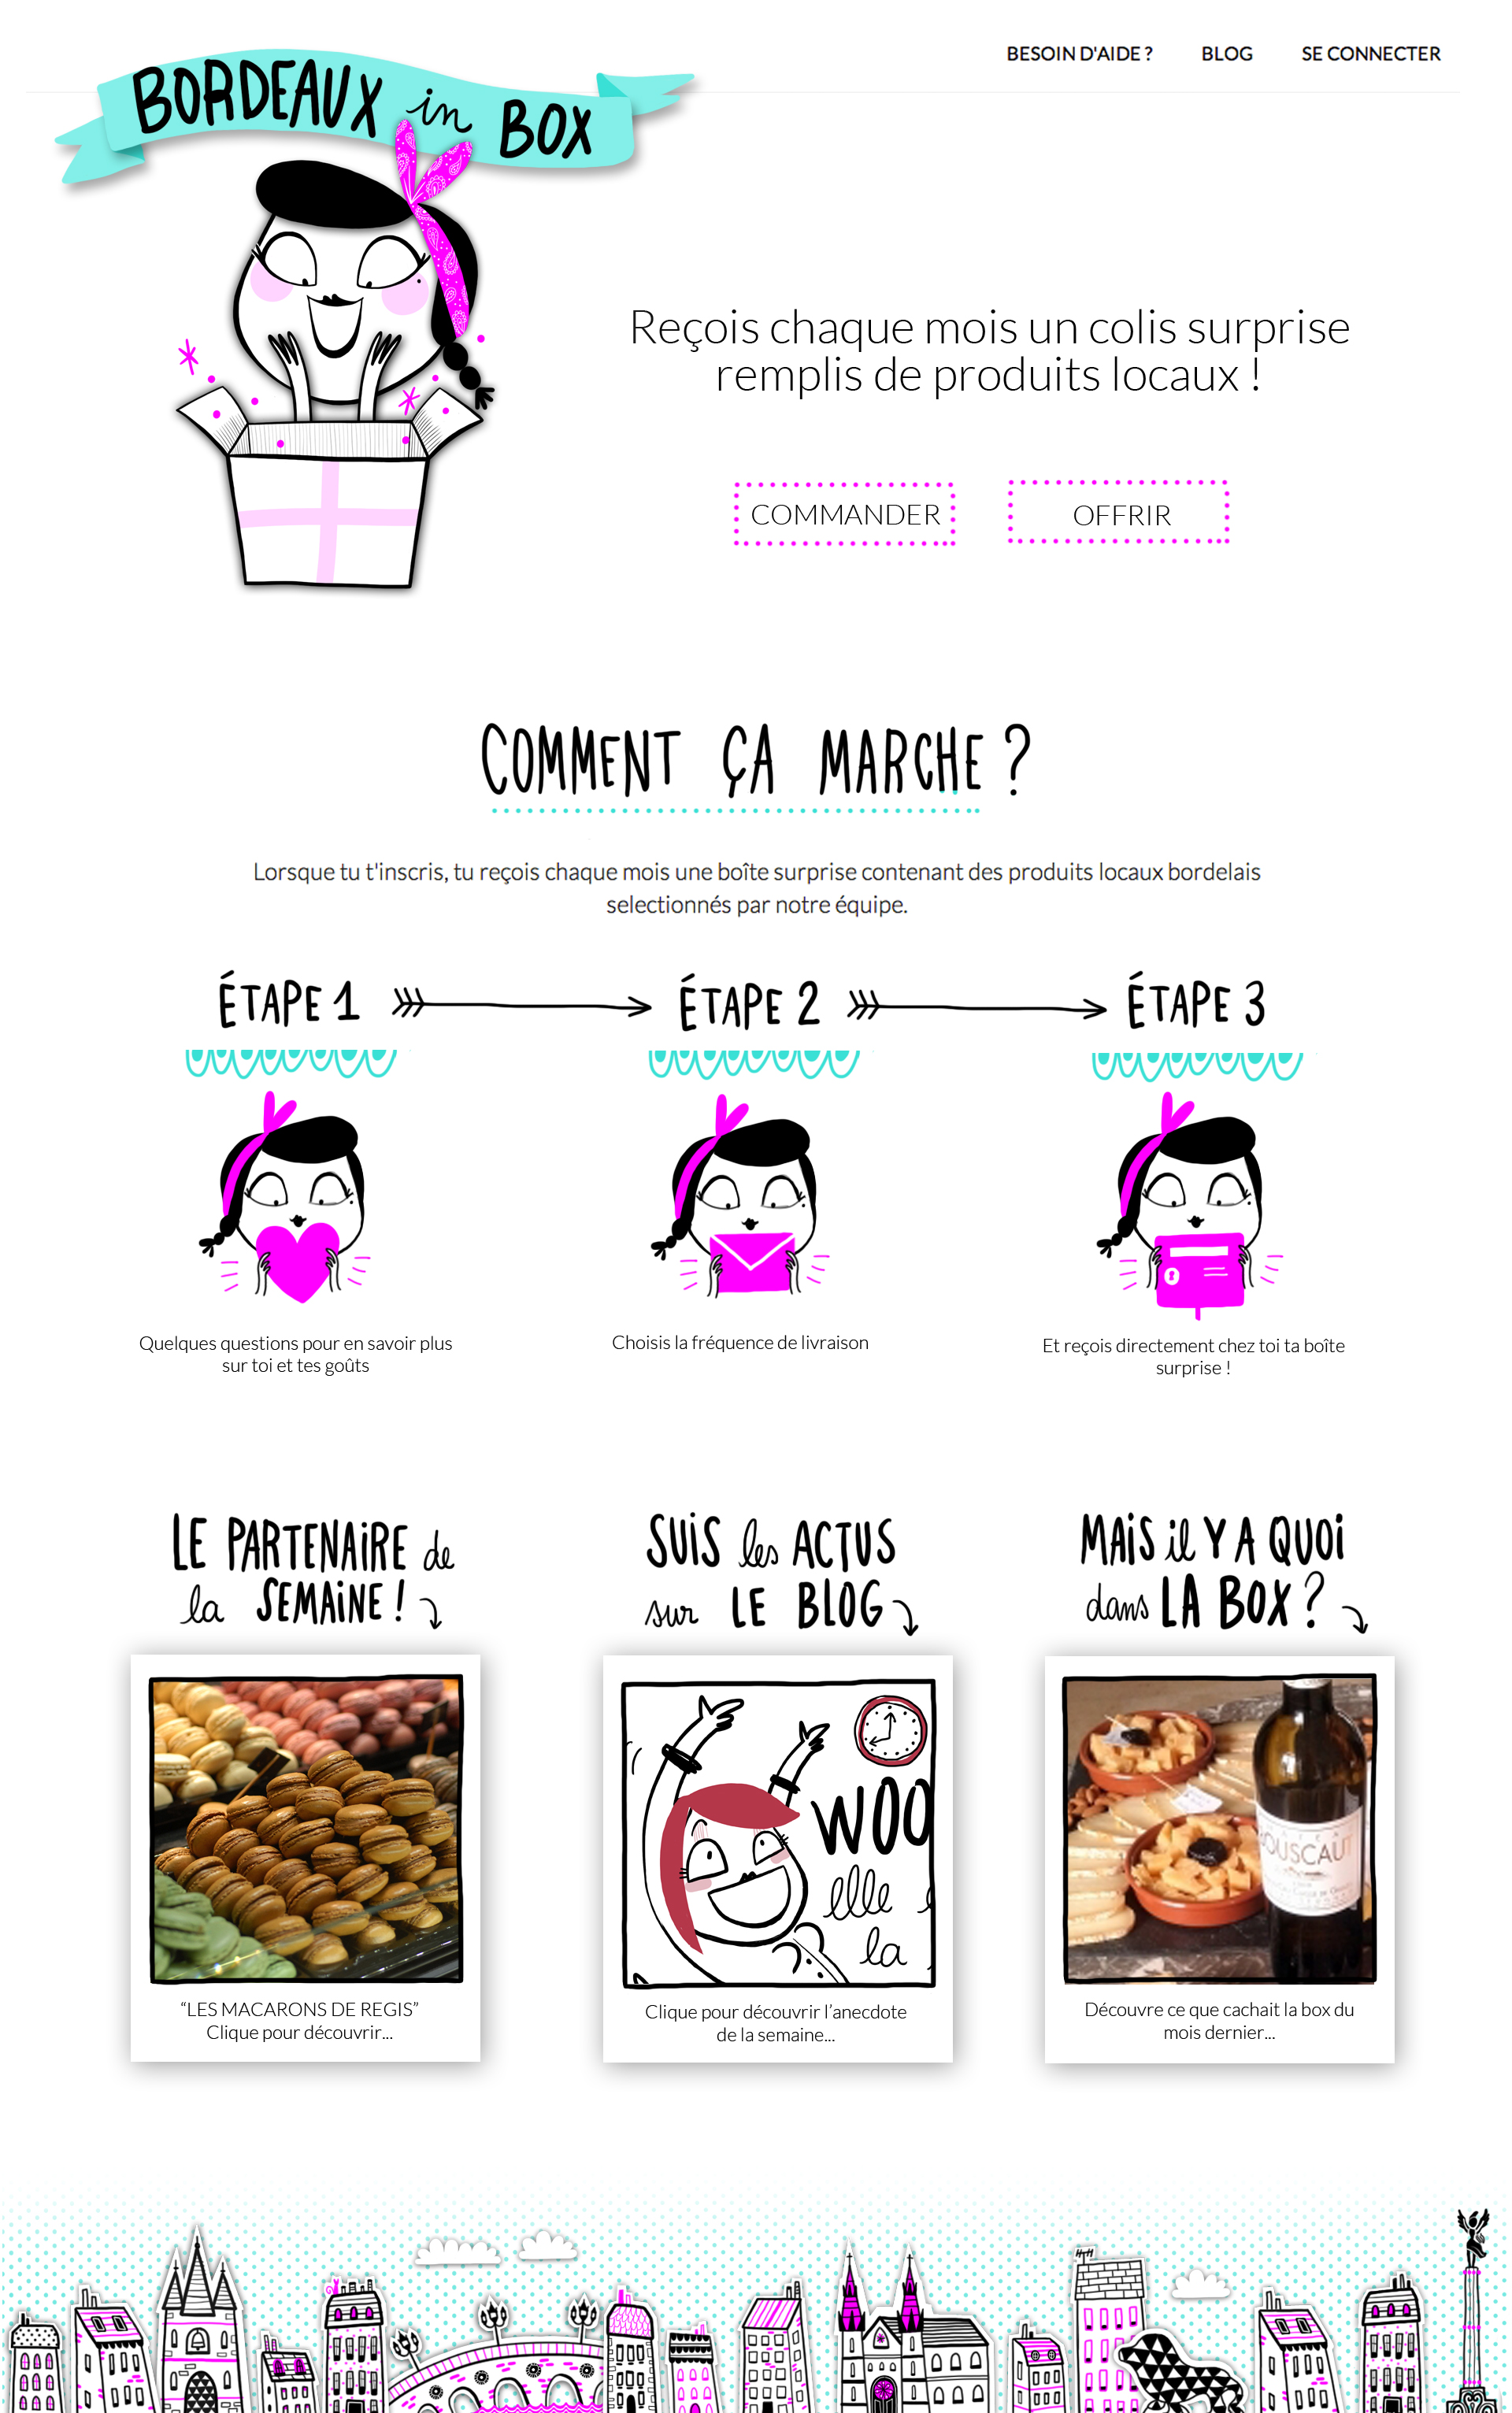 BESOIN D'AIDE ? BLOG SE CONNECTER
BORDEAUX in BOX
Reçois chaque mois un colis surprise
remplis de produits locaux !
COMMANDER OFFRIR
COMMENT ÇA MARCHE ?
Lorsque tu t'inscris, tu reçois chaque mois une boîte surprise contenant des produits locaux bordelais
selectionnés par notre équipe.
ÉTAPE 1 ÉTAPE 2 ÉTAPE 3
Quelques questions pour en savoir plus
sur toi et tes goûts
Choisis la fréquence de livraison
Et reçois directement chez toi ta boîte
surprise !
LE PARTENAIRE de
la SEMAINE !
SUIS les ACTUS
sur LE BLOG
MAIS il Y A QUOI
dans LA BOX ?
WOO
elle
la
OUSCAUT
“LES MACARONS DE REGIS”
Clique pour découvrir...
Clique pour découvrir l’anecdote
de la semaine...
Découvre ce que cachait la box du
mois dernier...